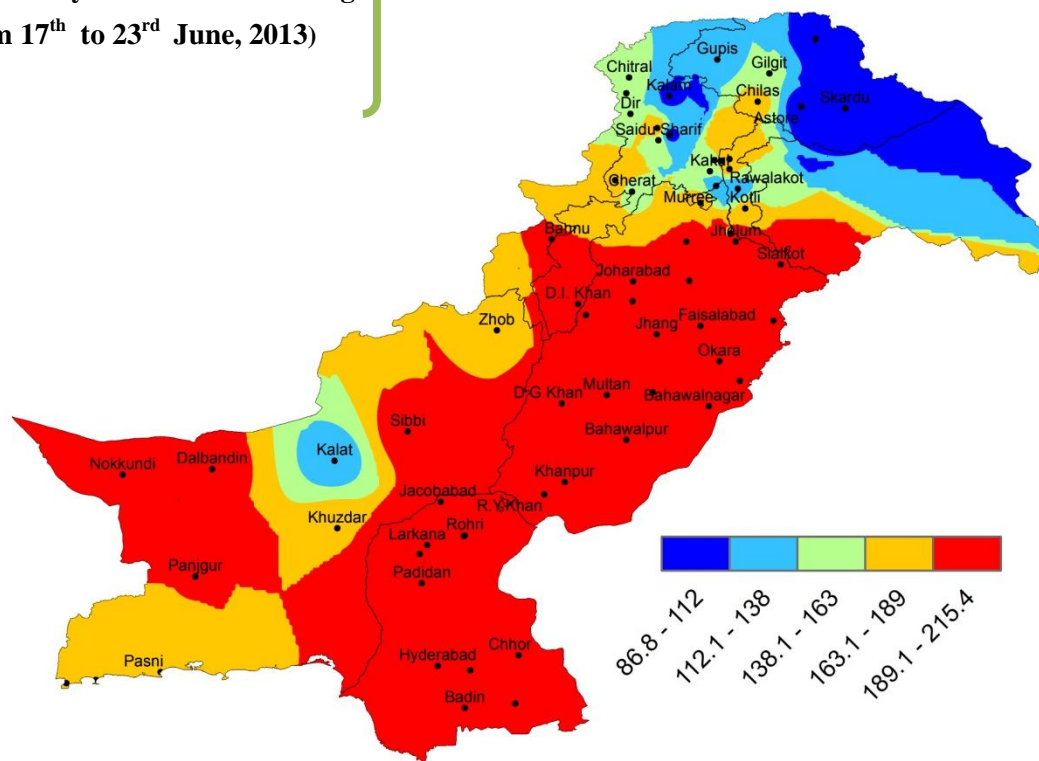 17th to 23rd June, 2013)
Gupis
Chitral
Gilgit
Kalam
Chilas
Skardu
Dir
Astore
Saidu Sharif
Kakul
Cherat
Rawalakot
Murree
Kotli
Bannu
Jhelum
Sialkot
Joharabad
D.I. Khan
Zhob
Jhang
Faisalabad
Okara
D.G Khan
Multan
Bahawalnagar
Sibbi
Bahawalpur
Kalat
Nokkundi
Dalbandin
Khanpur
Jacobabad
R.Y.Khan
Khuzdar
Larkana
Rohri
Panjgur
Padidan
Pasni
Hyderabad
Chhor
Badin
86.8 - 112
112.1 - 138
138.1 - 163
163.1 - 189
189.1 - 215.4